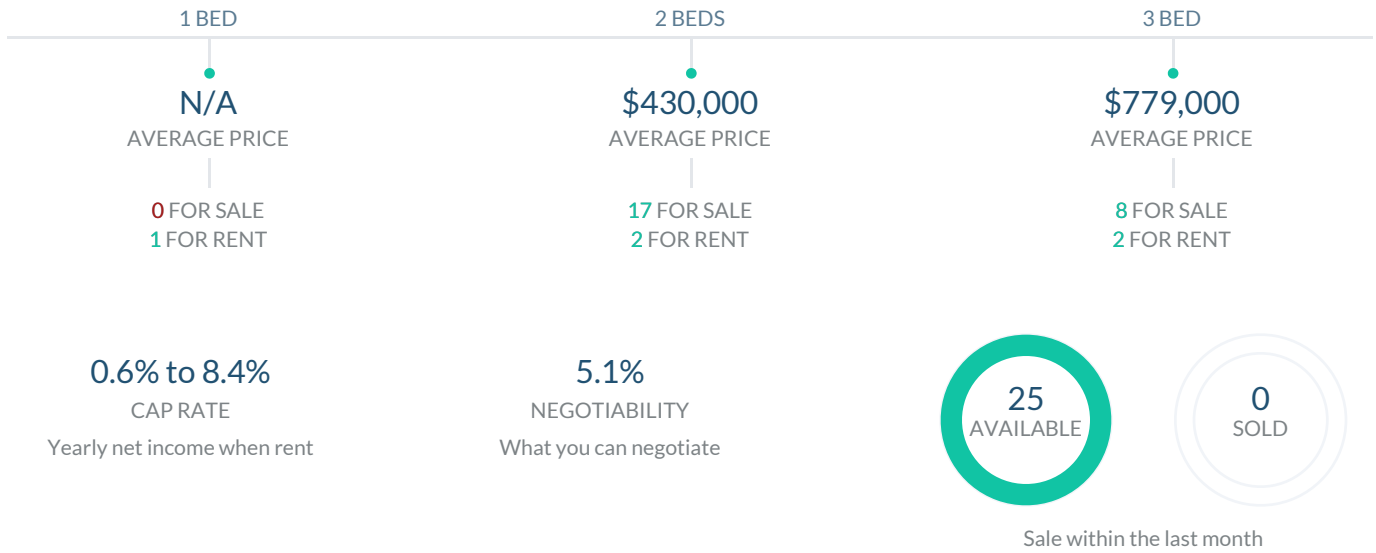 1 BED
N/A
AVERAGE PRICE
0 FOR SALE
1 FOR RENT
2 BEDS
$430,000
AVERAGE PRICE
17 FOR SALE
2 FOR RENT
3 BED
$779,000
AVERAGE PRICE
8 FOR SALE
2 FOR RENT
0.6% to 8.4%
CAP RATE
Yearly net income when rent
5.1%
NEGOTIABILITY
What you can negotiate
25
AVAILABLE
0
SOLD
Sale within the last month